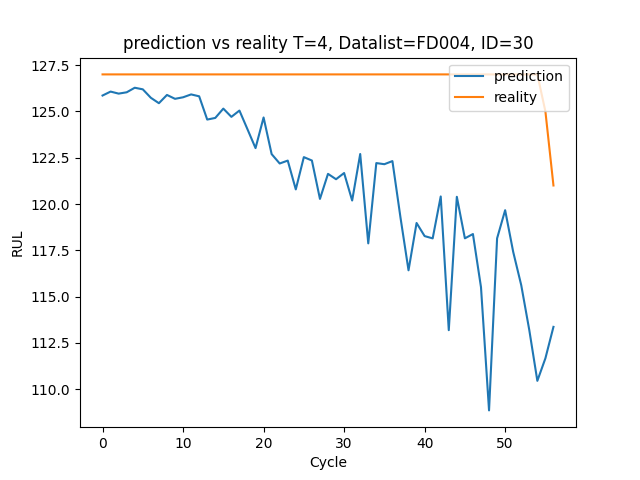 prediction vs reality T=4, Datalist=FD004, ID=30
127.5
125.0
122.5
120.0
117.5
115.0
112.5
110.0
RUL
prediction
reality
0 10 20 30 40 50
Cycle